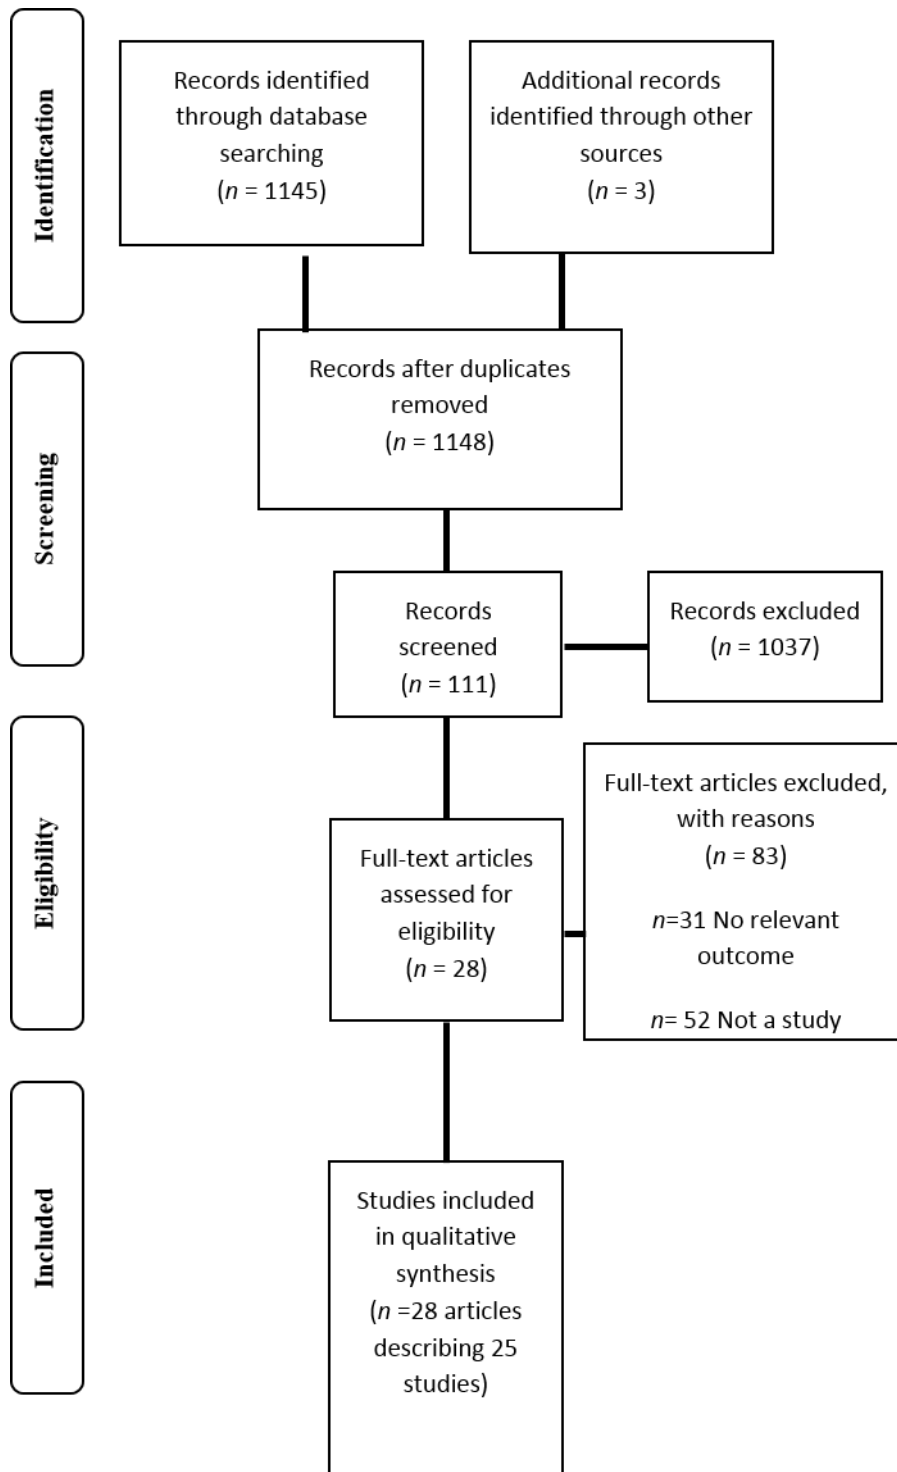 Identification
Records identified
through database
searching
(n = 1145)
Additional records
identified through other
sources
(n = 3)
Screening
Records after duplicates
removed
(n = 1148)
Records
screened
(n = 111)
Records excluded
(n = 1037)
Eligibility
Full-text articles
assessed for
eligibility
(n = 28)
Full-text articles excluded,
with reasons
(n = 83)
n=31 No relevant
outcome
n= 52 Not a study
Included
Studies included
in qualitative
synthesis
(n =28 articles
describing 25
studies)